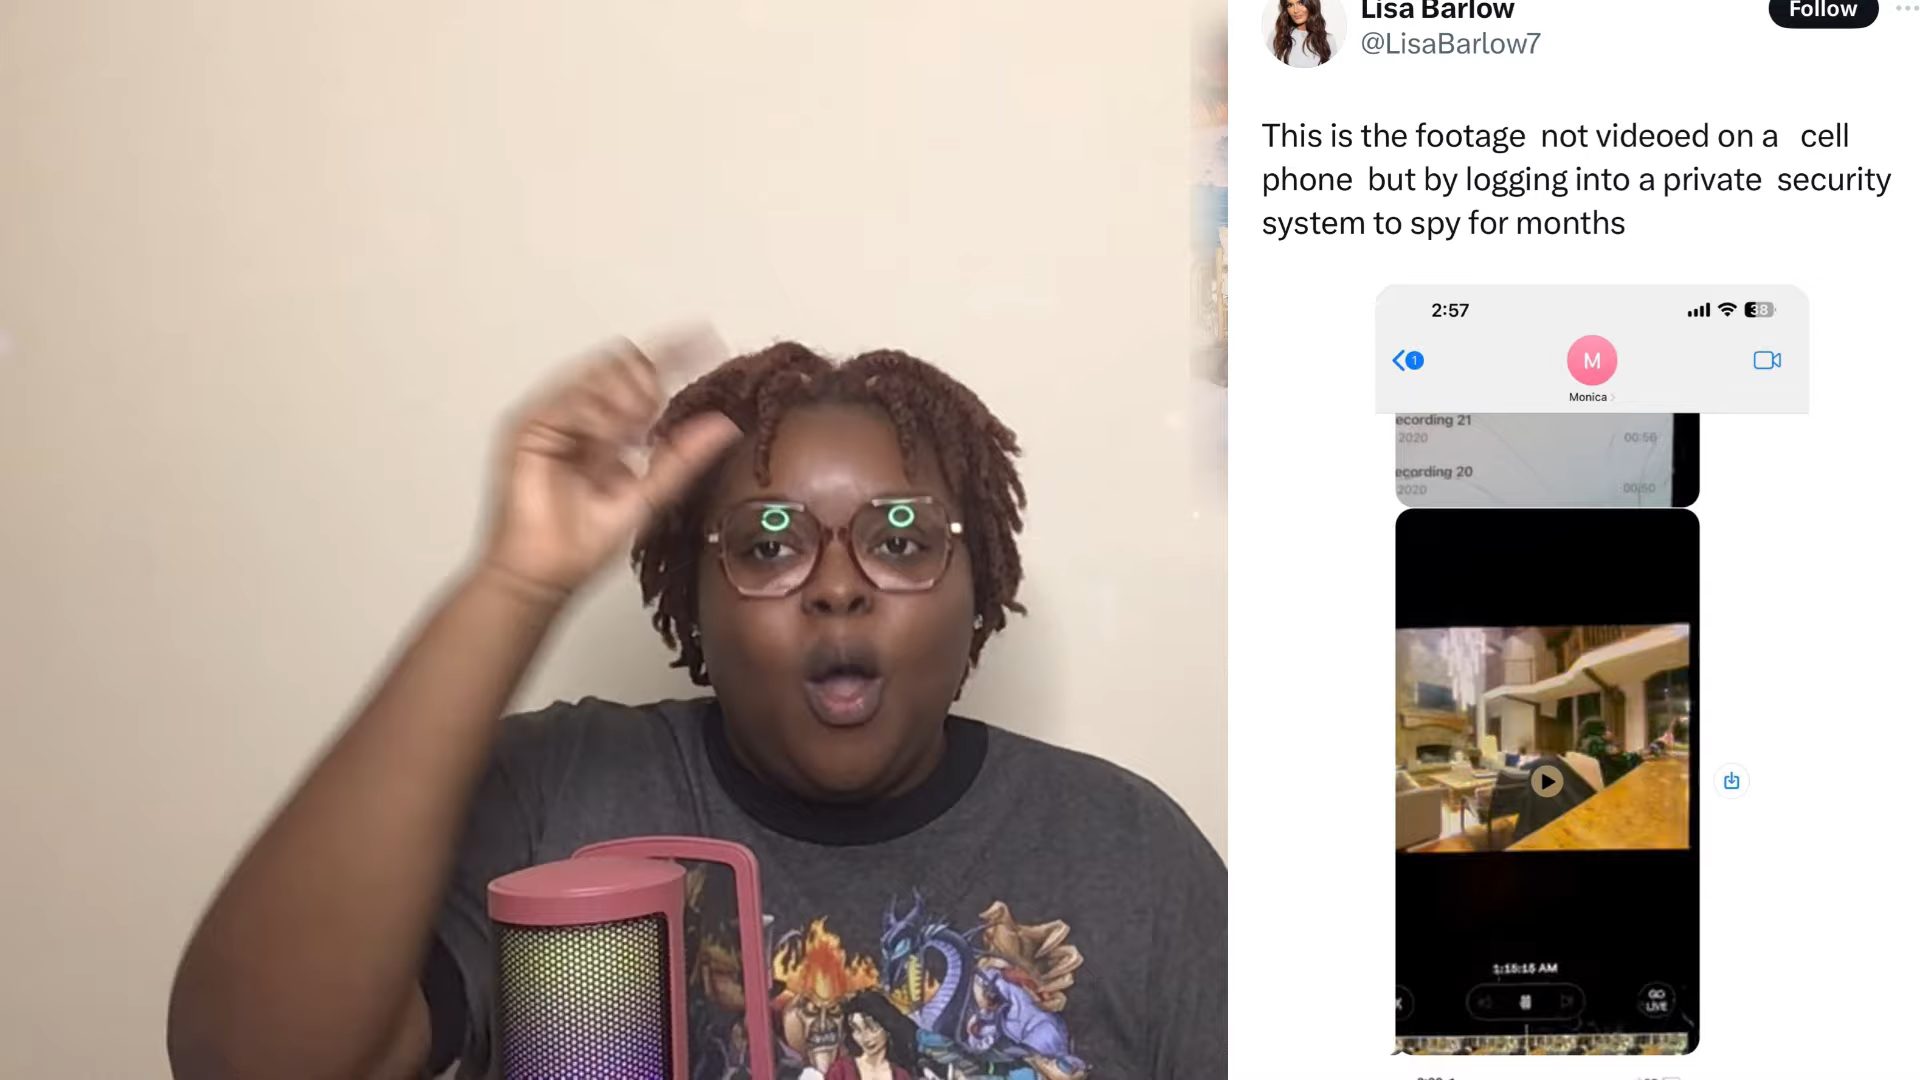 Lisa Barlow
Follow
@LisaBarlow7
This is the footage not videoed on a cell
phone but by logging into a private security
system to spy for months
2:57
38
1
M
Monica
ecording 21
2020
00:56
ecording 20
2020
00:50
1:15:15 AM
GO
LIVE